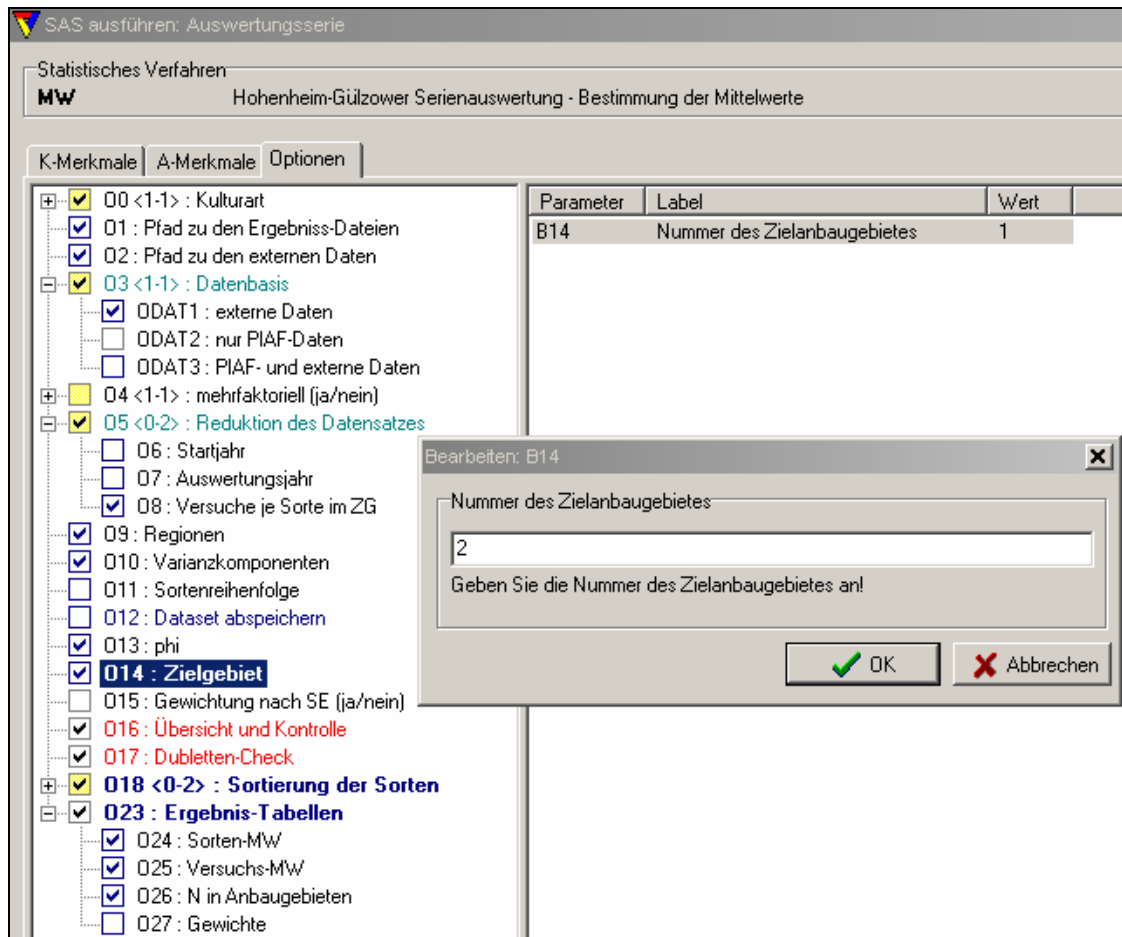 SAS ausführen: Auswertungsserie
Statistisches Verfahren
MW Hohenheim-Gülzower Serienauswertung - Bestimmung der Mittelwerte
K-Merkmale A-Merkmale Optionen
O0 <1-1> : Kulturart
O1 : Pfad zu den Ergebniss-Dateien
O2 : Pfad zu den externen Daten
O3 <1-1> : Datenbasis
ODAT1 : externe Daten
ODAT2 : nur PIAF-Daten
ODAT3 : PIAF- und externe Daten
O4 <1-1> : mehrfaktoriell (ja/nein)
O5 <0-2> : Reduktion des Datensatzes
O6 : Startjahr
O7 : Auswertungsjahr
O8 : Versuche je Sorte im ZG
O9 : Regionen
O10 : Varianzkomponenten
O11 : Sortenreihenfolge
O12 : Dataset abspeichern
O13 : phi
O14 : Zielgebiet
O15 : Gewichtung nach SE (ja/nein)
O16 : Übersicht und Kontrolle
O17 : Dubletten-Check
O18 <0-2> : Sortierung der Sorten
O23 : Ergebnis-Tabellen
O24 : Sorten-MW
O25 : Versuchs-MW
O26 : N in Anbaugebieten
O27 : Gewichte
Parameter Label Wert
B14 Nummer des Zielanbaugebietes 1
Bearbeiten: B14
Nummer des Zielanbaugebietes
2
Geben Sie die Nummer des Zielanbaugebietes an!
OK Abbrechen